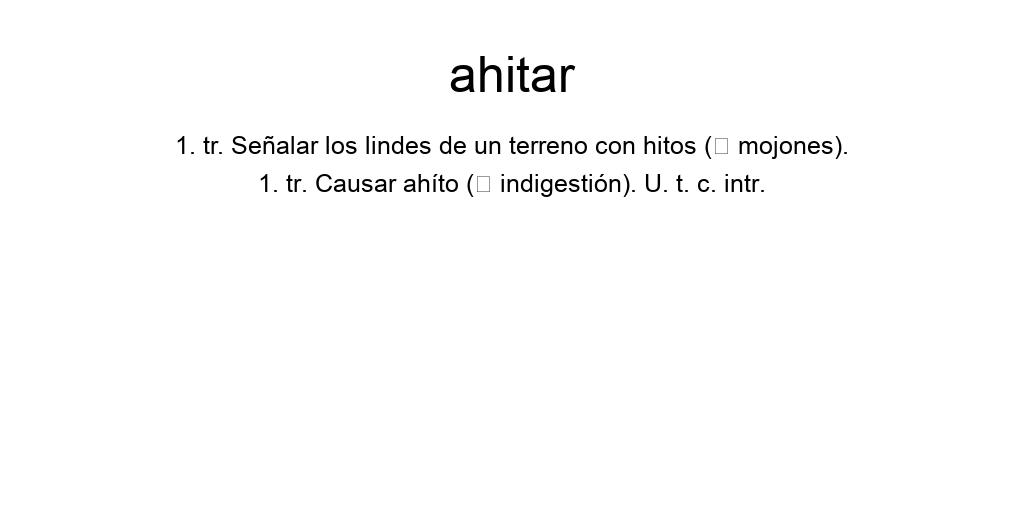 ahitar
1. tr. Señalar los lindes de un terreno con hitos (□ mojones).
1. tr. Causar ahíto (□ indigestión). U. t. c. intr.